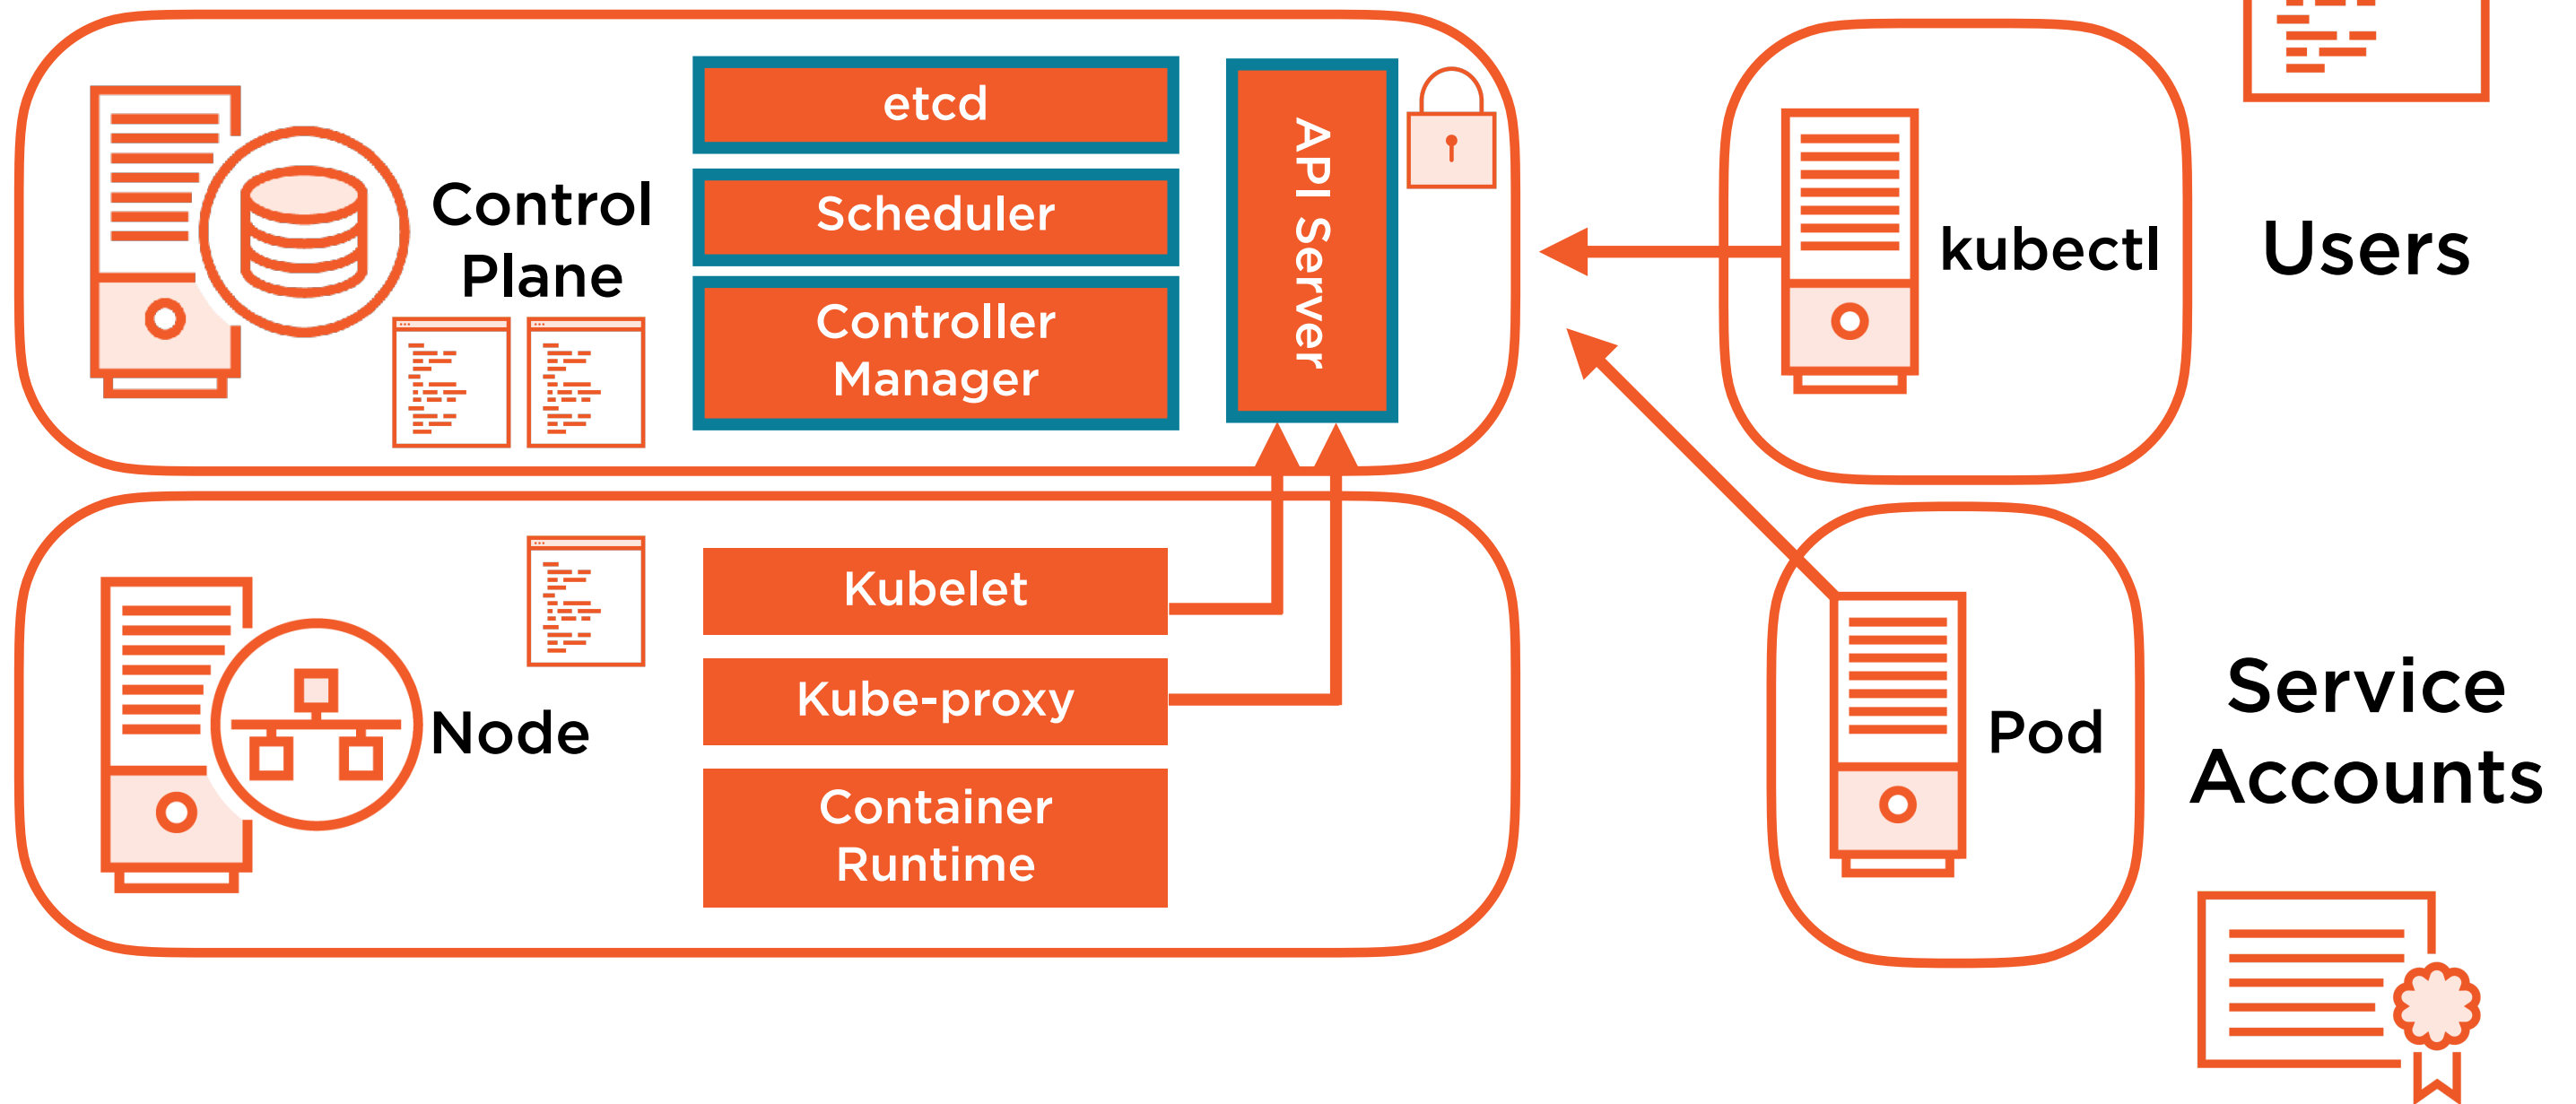 etcd
Scheduler
Controller
Manager
API Server
Control
Plane
kubectl
Users
Kubelet
Kube-proxy
Container
Runtime
Node
Pod
Service
Accounts